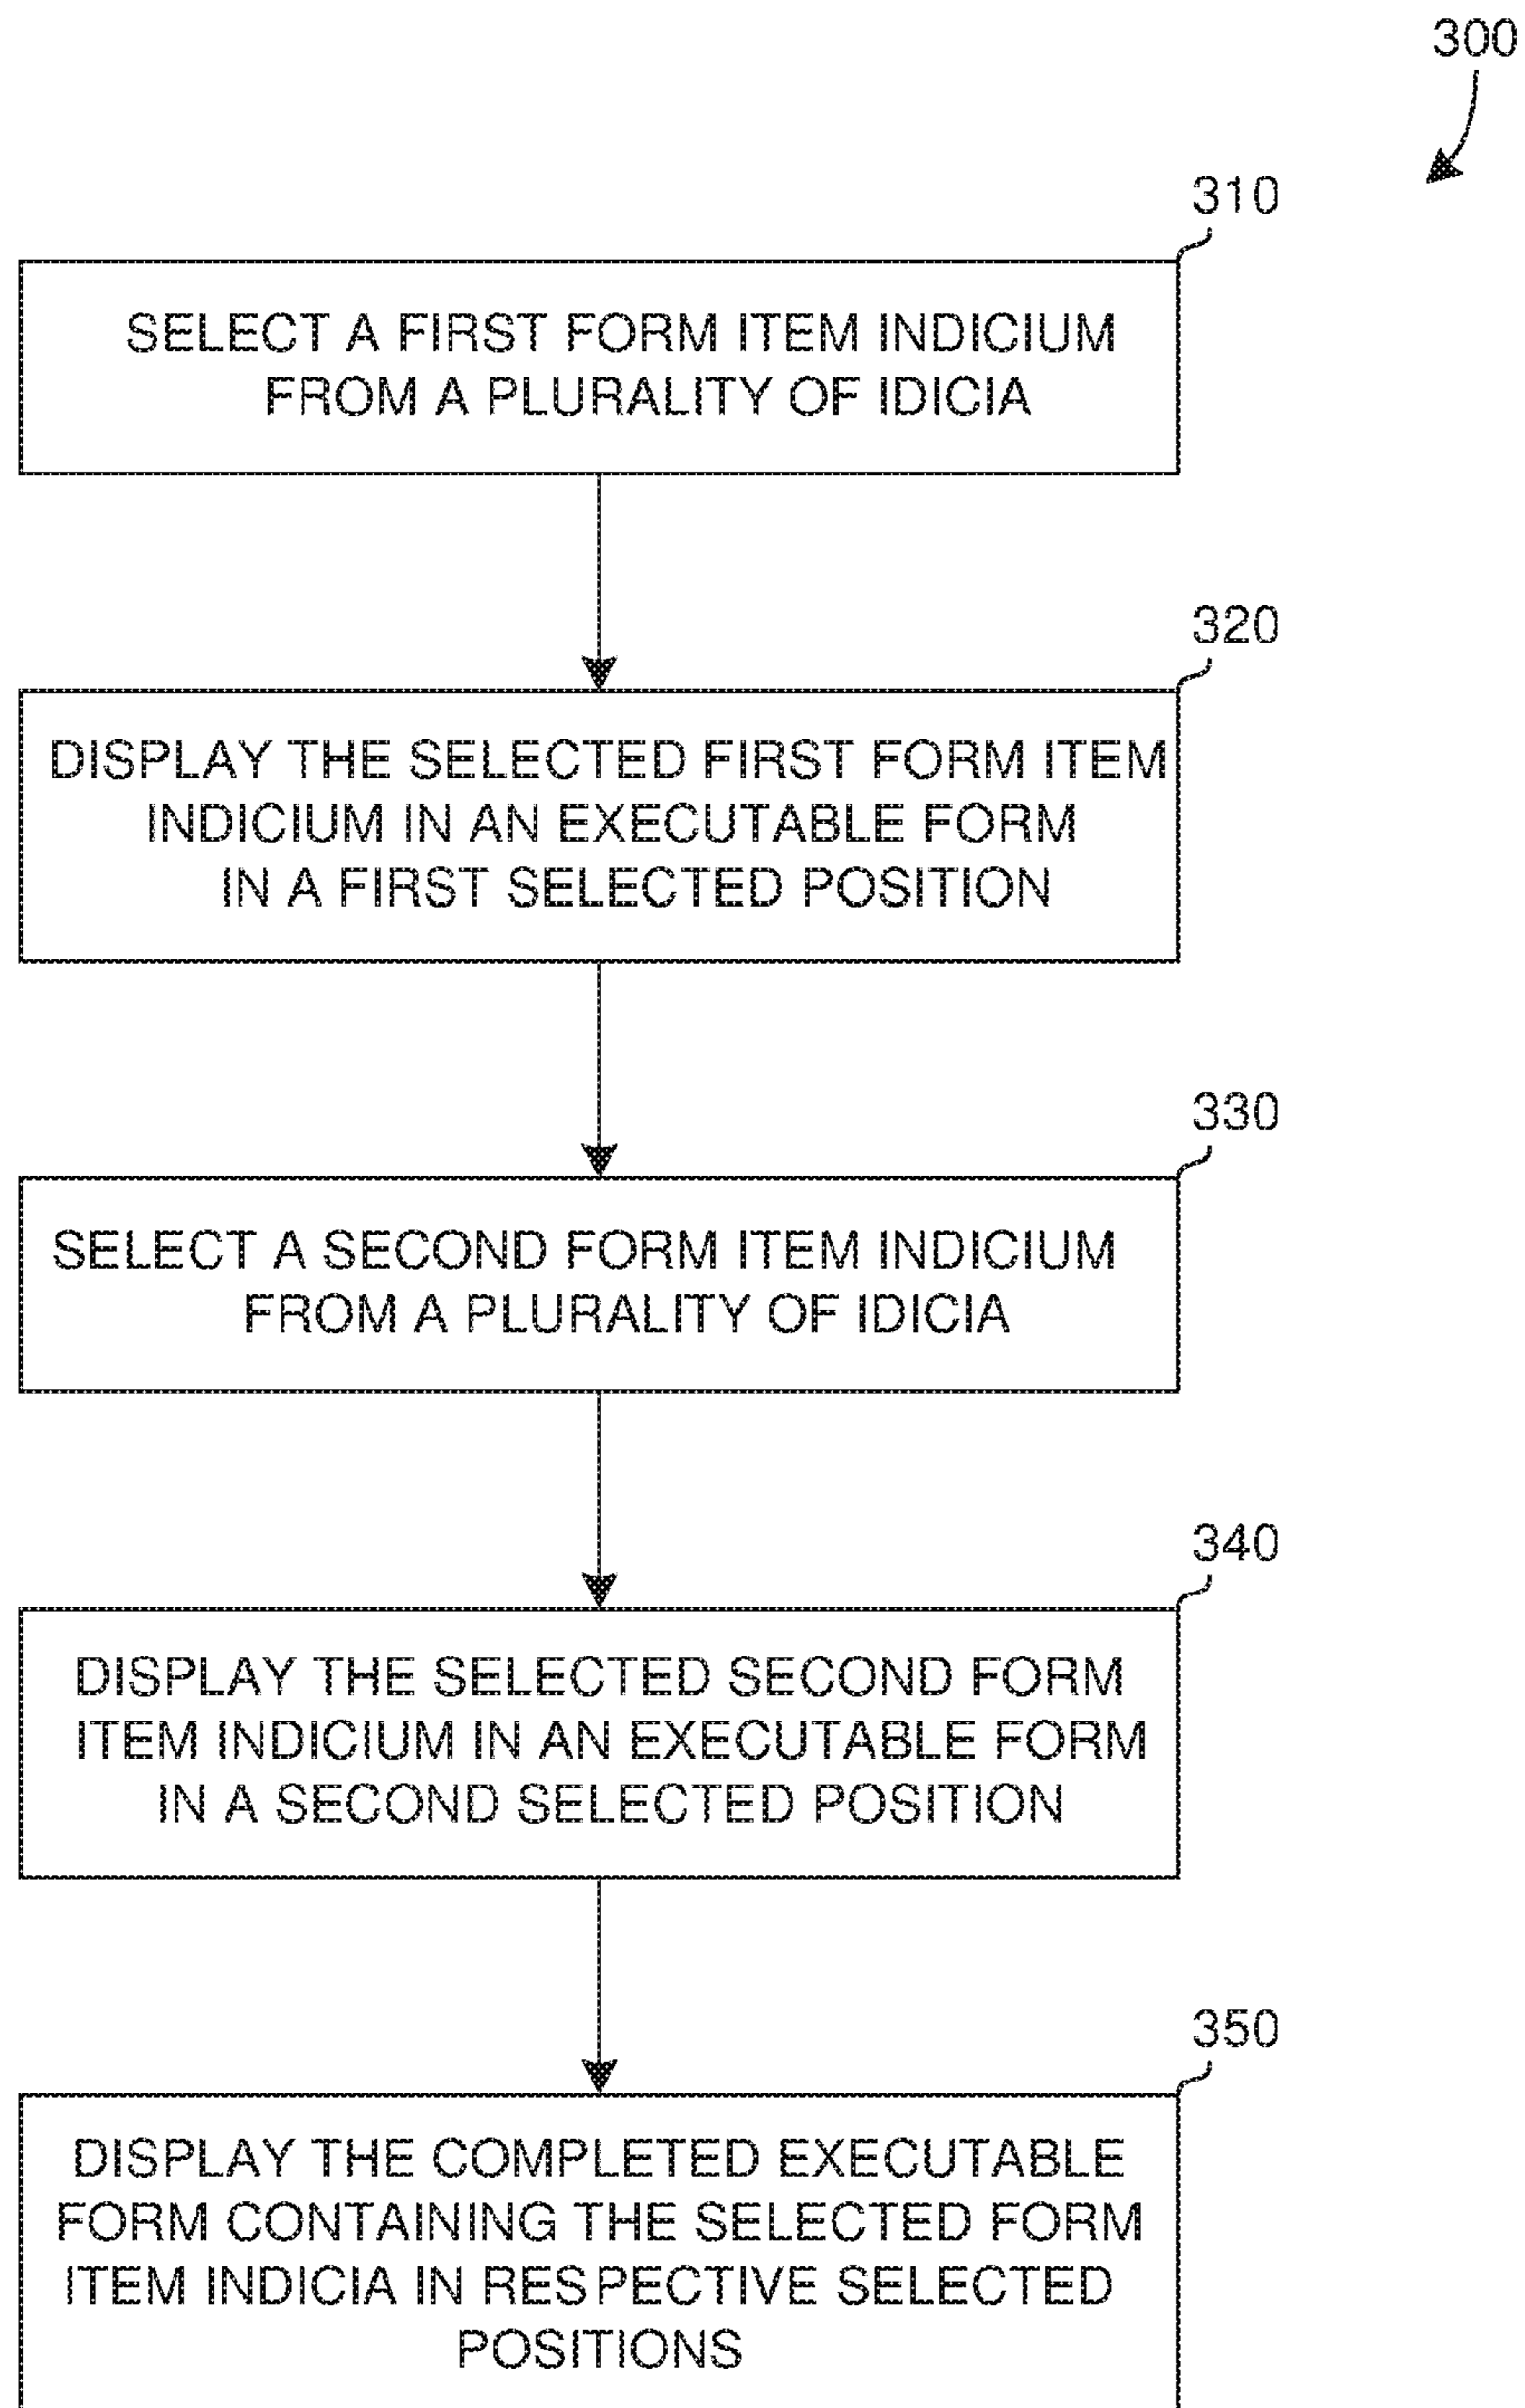 300
310
SELECT A FIRST FORM ITEM INDICIUM
FROM A PLURALITY OF IDICIA
320
DISPLAY THE SELECTED FIRST FORM ITEM
INDICIUM IN AN EXECUTABLE FORM
IN A FIRST SELECTED POSITION
330
SELECT A SECOND FORM ITEM INDICIUM
FROM A PLURALITY OF IDICIA
340
DISPLAY THE SELECTED SECOND FORM
ITEM INDICIUM IN AN EXECUTABLE FORM
IN A SECOND SELECTED POSITION
350
DISPLAY THE COMPLETED EXECUTABLE
FORM CONTAINING THE SELECTED FORM
ITEM INDICIA IN RESPECTIVE SELECTED
POSITIONS